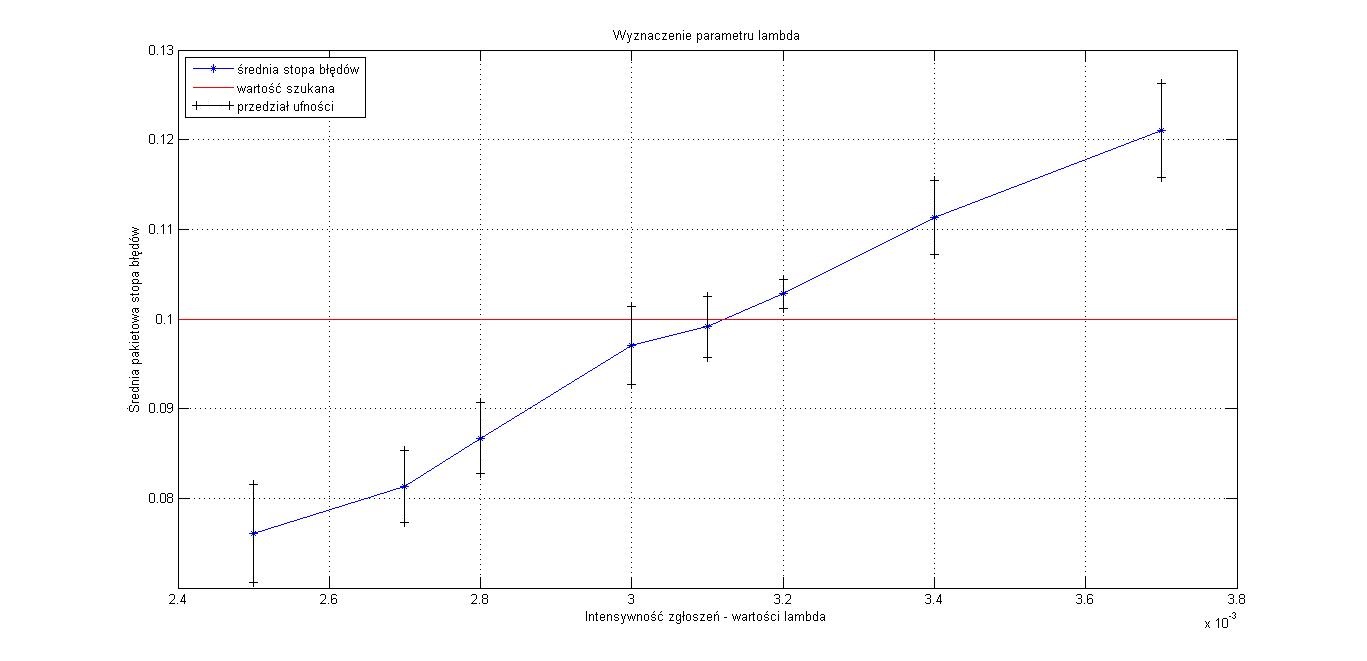 Wyznaczenie parametru lambda
0.13
0.12
0.11
0.1
0.09
0.08
średnia stopa błędów
wartość szukana
przedział ufności
Średnia pakietowa stopa błędów
2.4 2.6 2.8 3 3.2 3.4 3.6 3.8
Intensywność zgłoszeń - wartości lambda
x 10⁻³